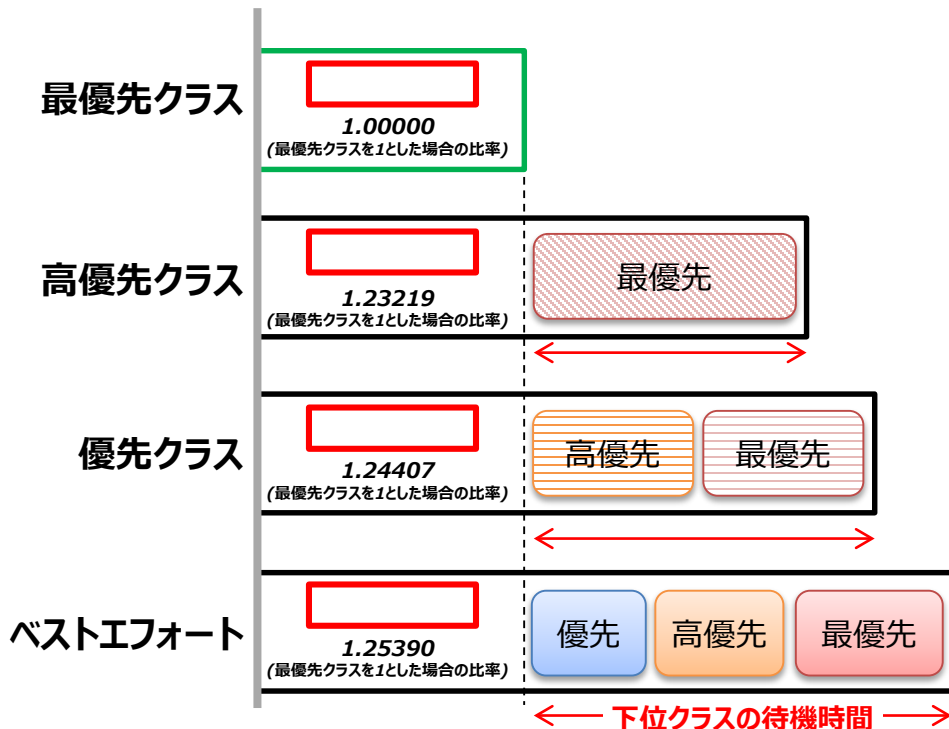 最優先クラス
1.00000
(最優先クラスを1とした場合の比率)
高優先クラス
1.23219
(最優先クラスを1とした場合の比率)
最優先
優先クラス
1.24407
(最優先クラスを1とした場合の比率)
高優先
最優先
ベストエフォート
1.25390
(最優先クラスを1とした場合の比率)
優先
高優先
最優先
下位クラスの待機時間